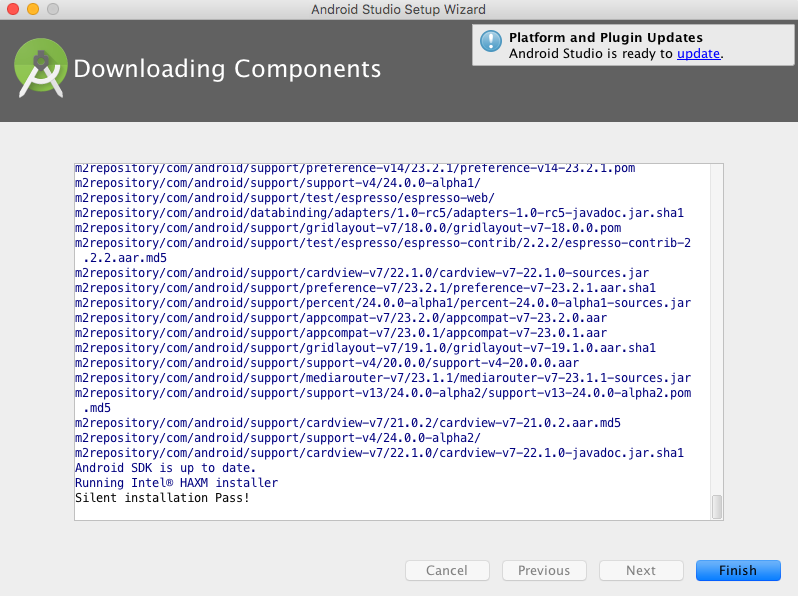 Android Studio Setup Wizard
Platform and Plugin Updates
Android Studio is ready to update.
Downloading Components
m2repository/com/android/support/preference-v14/23.2.1/preference-v14-23.2.1.pom
m2repository/com/android/support/support-v4/24.0.0-alpha1/
m2repository/com/android/support/test/espresso/espresso-web/
m2repository/com/android/databinding/adapters/1.0-rc5/adapters-1.0-rc5-javadoc.jar.sha1
m2repository/com/android/support/gridlayout-v7/18.0.0/gridlayout-v7-18.0.0.pom
m2repository/com/android/support/test/espresso/espresso-contrib/2.2.2/espresso-contrib-2
.2.2.aar.md5
m2repository/com/android/support/cardview-v7/22.1.0/cardview-v7-22.1.0-sources.jar
m2repository/com/android/support/preference-v7/23.2.1/preference-v7-23.2.1.aar.sha1
m2repository/com/android/support/percent/24.0.0-alpha1/percent-24.0.0-alpha1-sources.jar
m2repository/com/android/support/appcompat-v7/23.2.0/appcompat-v7-23.2.0.aar
m2repository/com/android/support/appcompat-v7/23.0.1/appcompat-v7-23.0.1.aar
m2repository/com/android/support/gridlayout-v7/19.1.0/gridlayout-v7-19.1.0.aar.sha1
m2repository/com/android/support/support-v4/20.0.0/support-v4-20.0.0.aar
m2repository/com/android/support/mediarouter-v7/23.1.1/mediarouter-v7-23.1.1-sources.jar
m2repository/com/android/support/support-v13/24.0.0-alpha2/support-v13-24.0.0-alpha2.pom
.md5
m2repository/com/android/support/cardview-v7/21.0.2/cardview-v7-21.0.2.aar.md5
m2repository/com/android/support/support-v4/24.0.0-alpha2/
m2repository/com/android/support/cardview-v7/22.1.0/cardview-v7-22.1.0-javadoc.jar.sha1
Android SDK is up to date.
Running Intel® HAXM installer
Silent installation Pass!
Cancel
Previous
Next
Finish